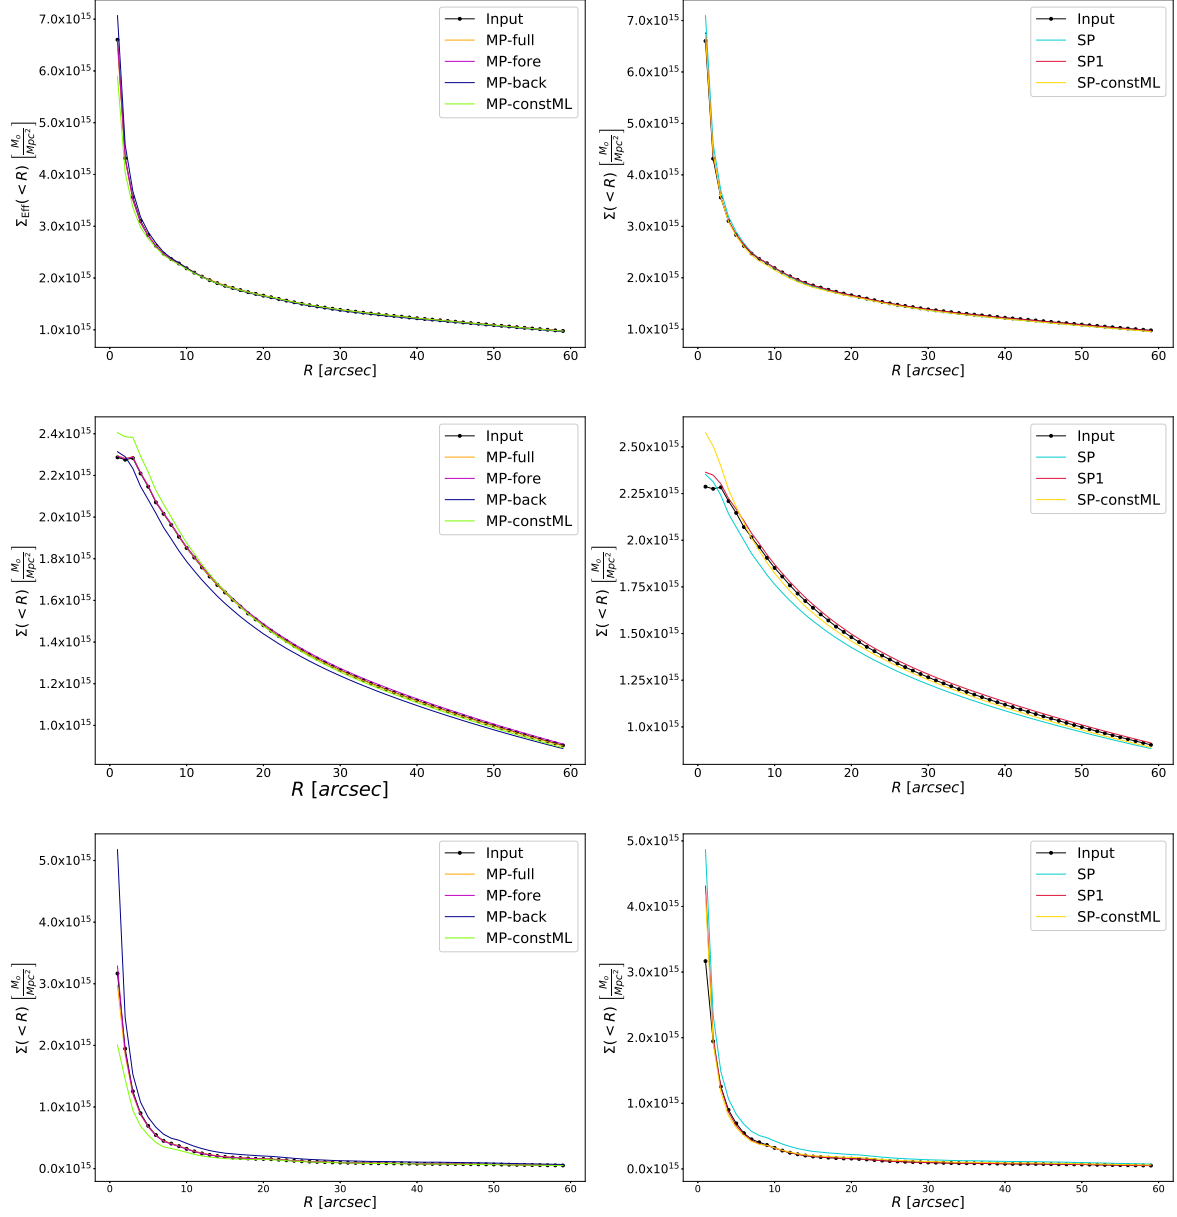 7.0x10^15
6.0x10^15
5.0x10^15
4.0x10^15
3.0x10^15
2.0x10^15
1.0x10^15
Σ_Eff(<R) [M_o/[Mpc^2]]
0 10 20 30 40 50 60
R [arcsec]
Input
MP-full
MP-fore
MP-back
MP-constML
7.0x10^15
6.0x10^15
5.0x10^15
4.0x10^15
3.0x10^15
2.0x10^15
1.0x10^15
Σ(<R) [M_o/[Mpc^2]]
0 10 20 30 40 50 60
R [arcsec]
Input
SP
SP1
SP-constML
2.4x10^15
2.2x10^15
2.0x10^15
1.8x10^15
1.6x10^15
1.4x10^15
1.2x10^15
1.0x10^15
Σ(<R) [M_o/[Mpc^2]]
0 10 20 30 40 50 60
R [arcsec]
Input
MP-full
MP-fore
MP-back
MP-constML
2.50x10^15
2.25x10^15
2.0x10^15
1.75x10^15
1.50x10^15
1.25x10^15
1.0x10^15
Σ(<R) [M_o/[Mpc^2]]
0 10 20 30 40 50 60
R [arcsec]
Input
SP
SP1
SP-constML
5.0x10^15
4.0x10^15
3.0x10^15
2.0x10^15
1.0x10^15
0.0x10^15
Σ(<R) [M_o/[Mpc^2]]
0 10 20 30 40 50 60
R [arcsec]
Input
MP-full
MP-fore
MP-back
MP-constML
5.0x10^15
4.0x10^15
3.0x10^15
2.0x10^15
1.0x10^15
0.0x10^15
Σ(<R) [M_o/[Mpc^2]]
0 10 20 30 40 50 60
R [arcsec]
Input
SP
SP1
SP-constML